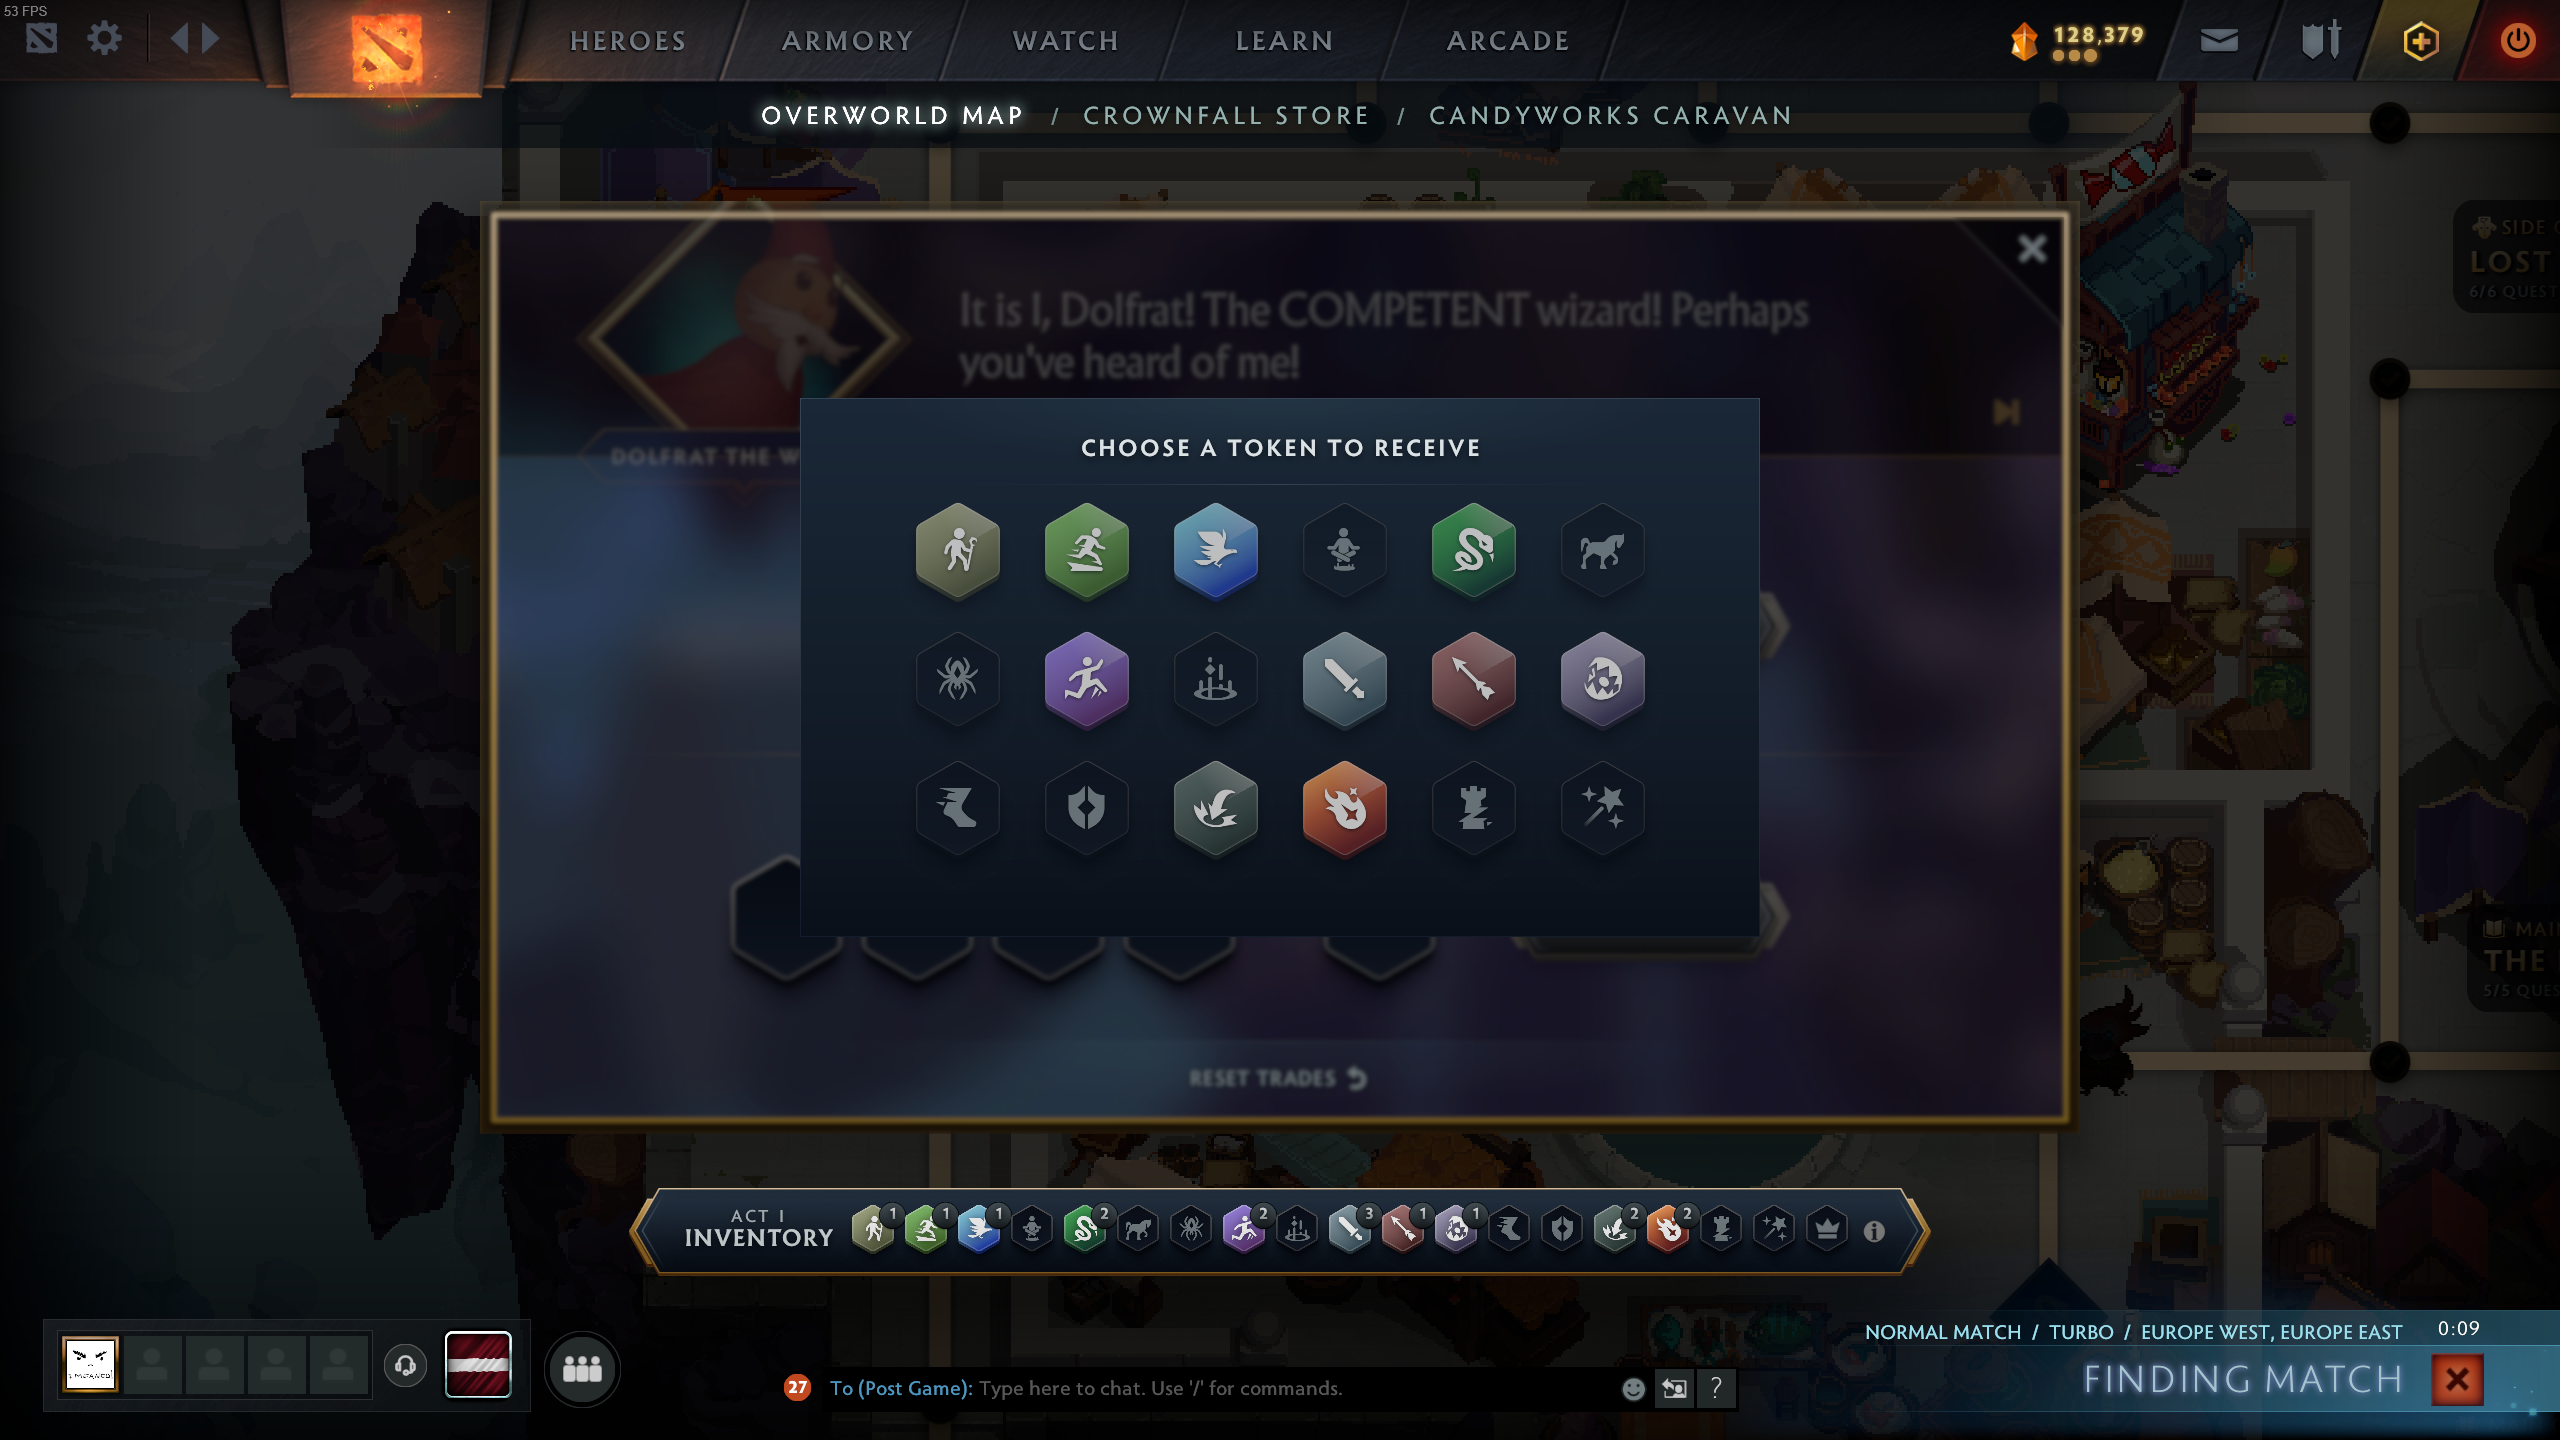 53 FPS
HEROES
ARMORY
WATCH
LEARN
ARCADE
128,379
OVERWORLD MAP / CROWNFALL STORE / CANDYWORKS CARAVAN
SIDE
LOST
6/6 QUEST
It is I, Dolfrat! The COMPETENT wizard! Perhaps
you've heard of me!
DOLFRAT THE W
CHOOSE A TOKEN TO RECEIVE
MAI
THE
5/5 QUES
RESET TRADES
ACT I
INVENTORY
1 1 1 2 2 3 1 1 2 2
NORMAL MATCH / TURBO / EUROPE WEST, EUROPE EAST
0:09
FINDING MATCH
27
To (Post Game): Type here to chat. Use '/' for commands.
?